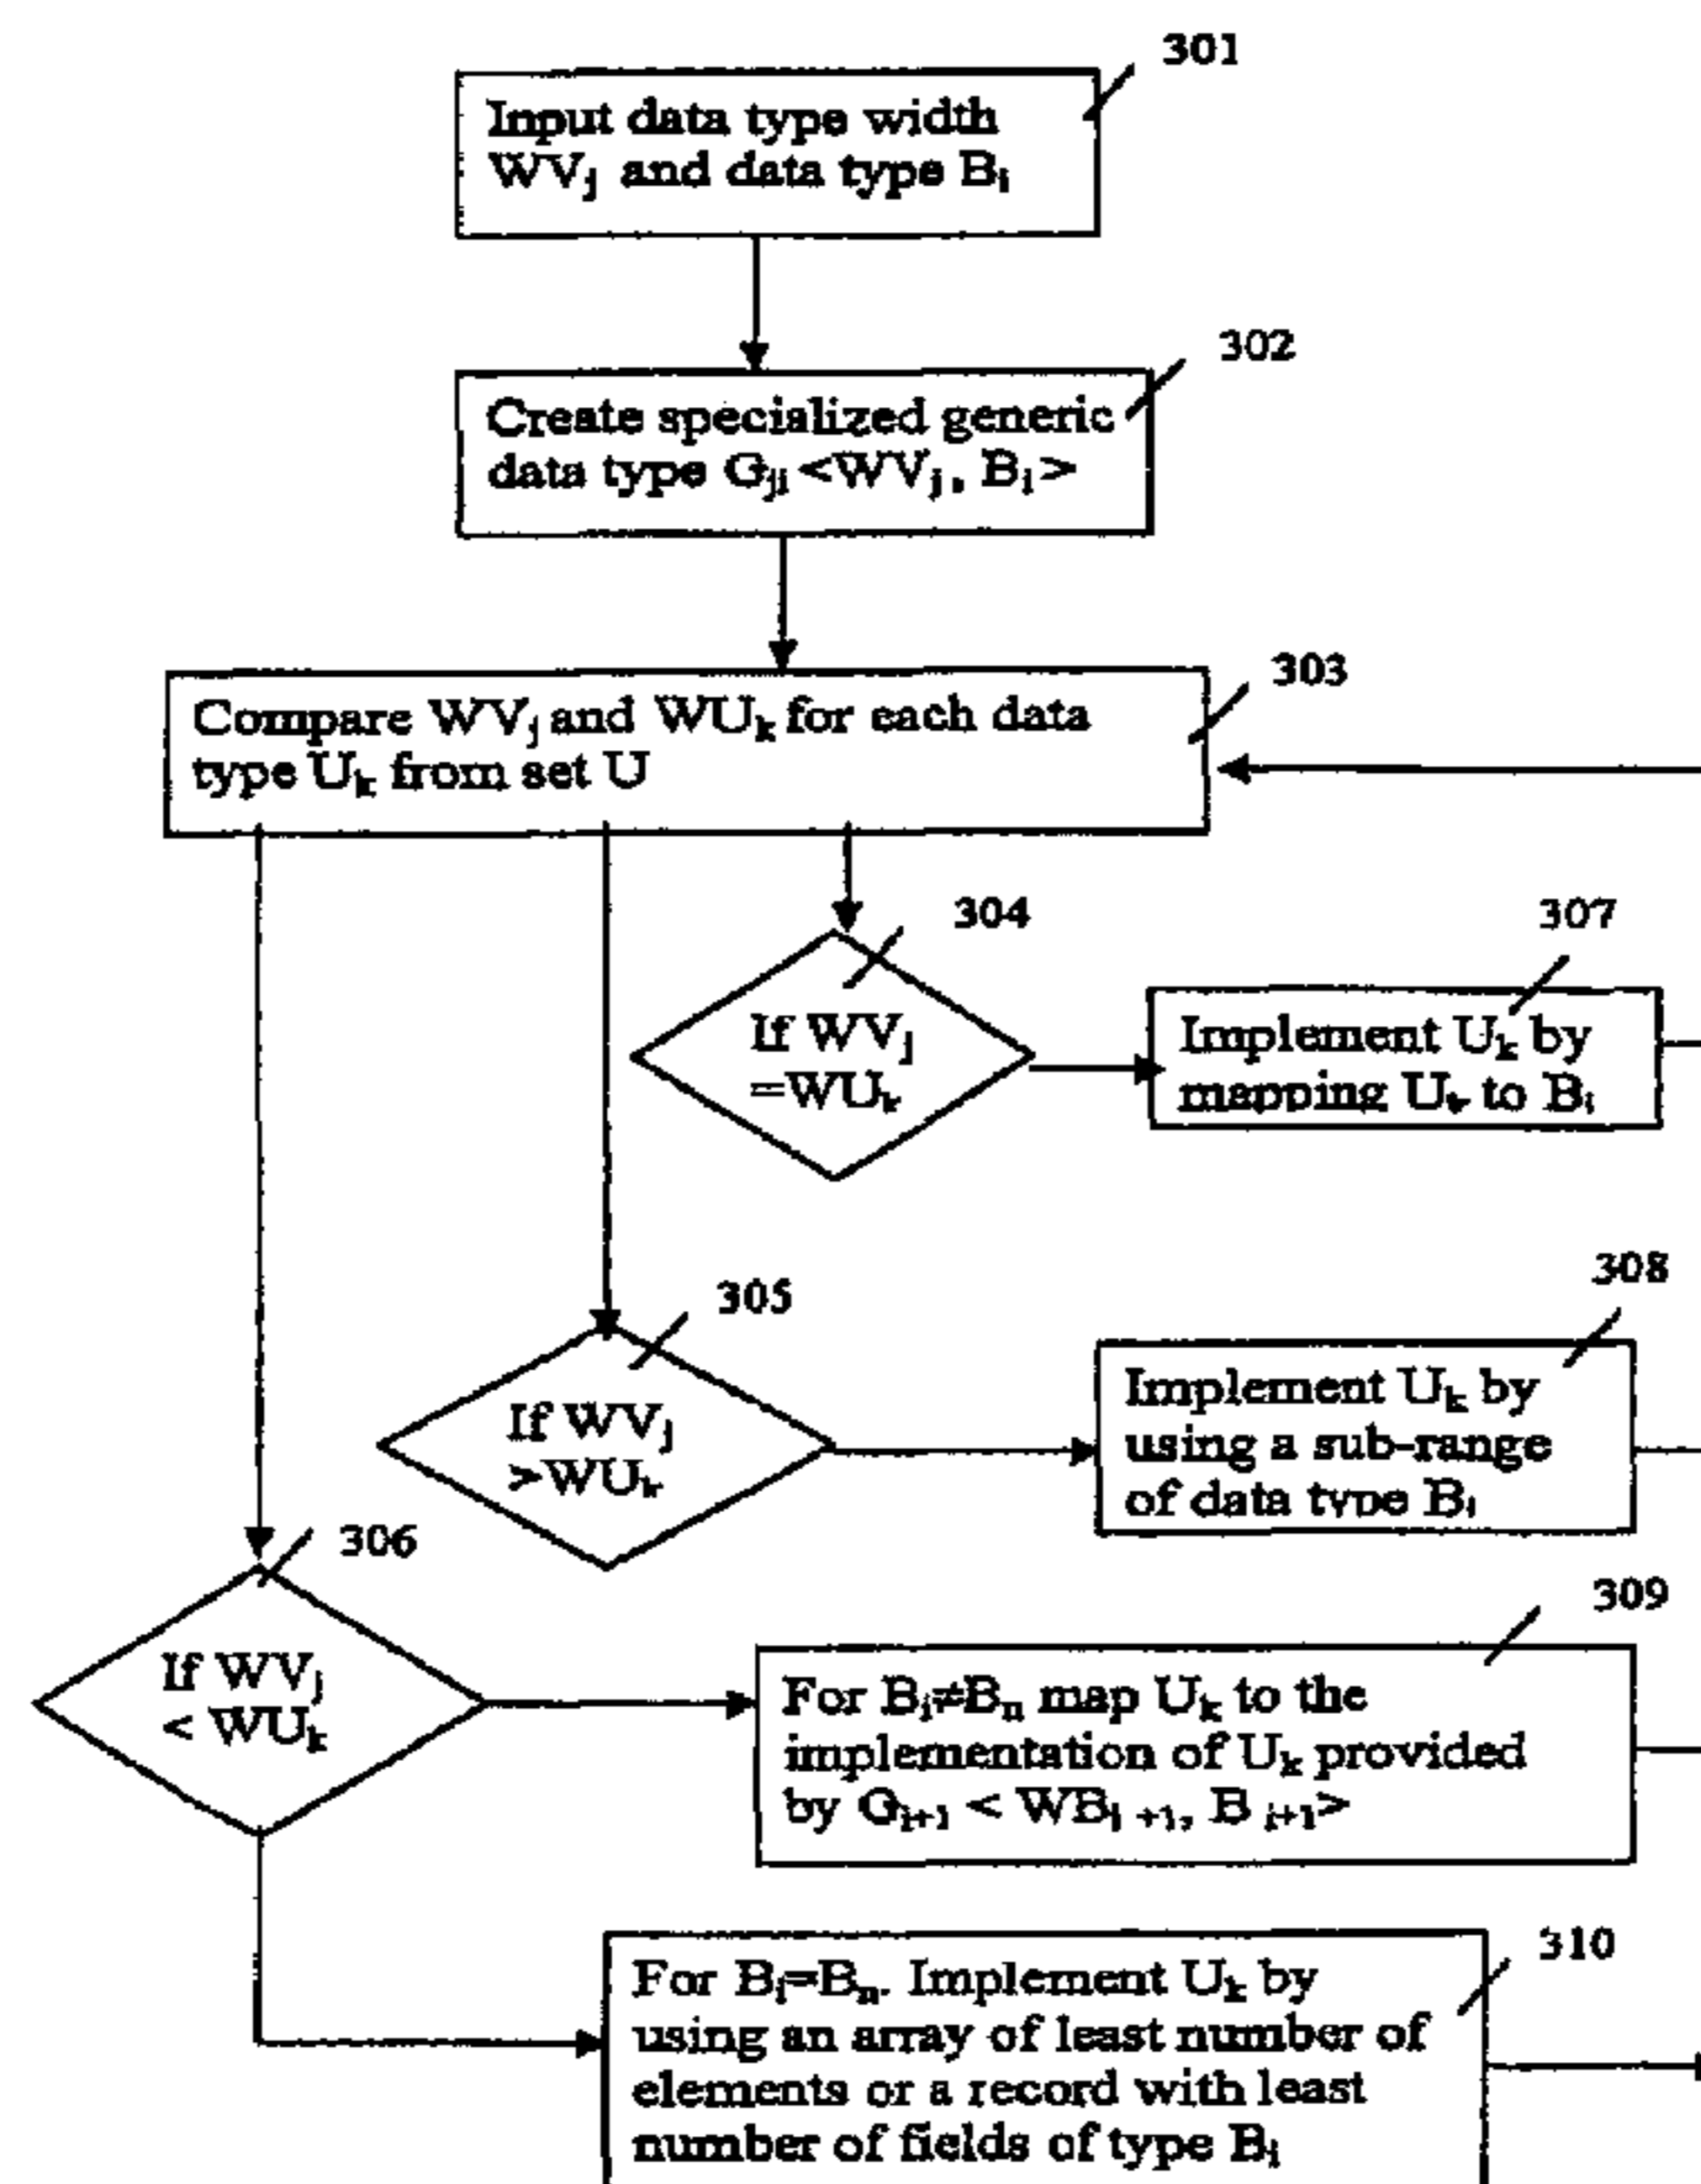 301
Input data type width
WVj and data type Bi
302
Create specialized generic
data type Gji <WVj, Bi>
303
Compare WVj and WUk for each data
type Uk from set U
304
If WVj
=WUk
307
Implement Uk by
mapping Uk to Bi
305
If WVj
>WUk
308
Implement Uk by
using a sub-range
of data type Bi
306
If WVj
< WUk
309
For Bi≠Bn map Uk to the
implementation of Uk provided
by Gi+1 < WBi +1, B i+1>
310
For Bi=Bn. Implement Uk by
using an array of least number of
elements or a record with least
number of fields of type Bi